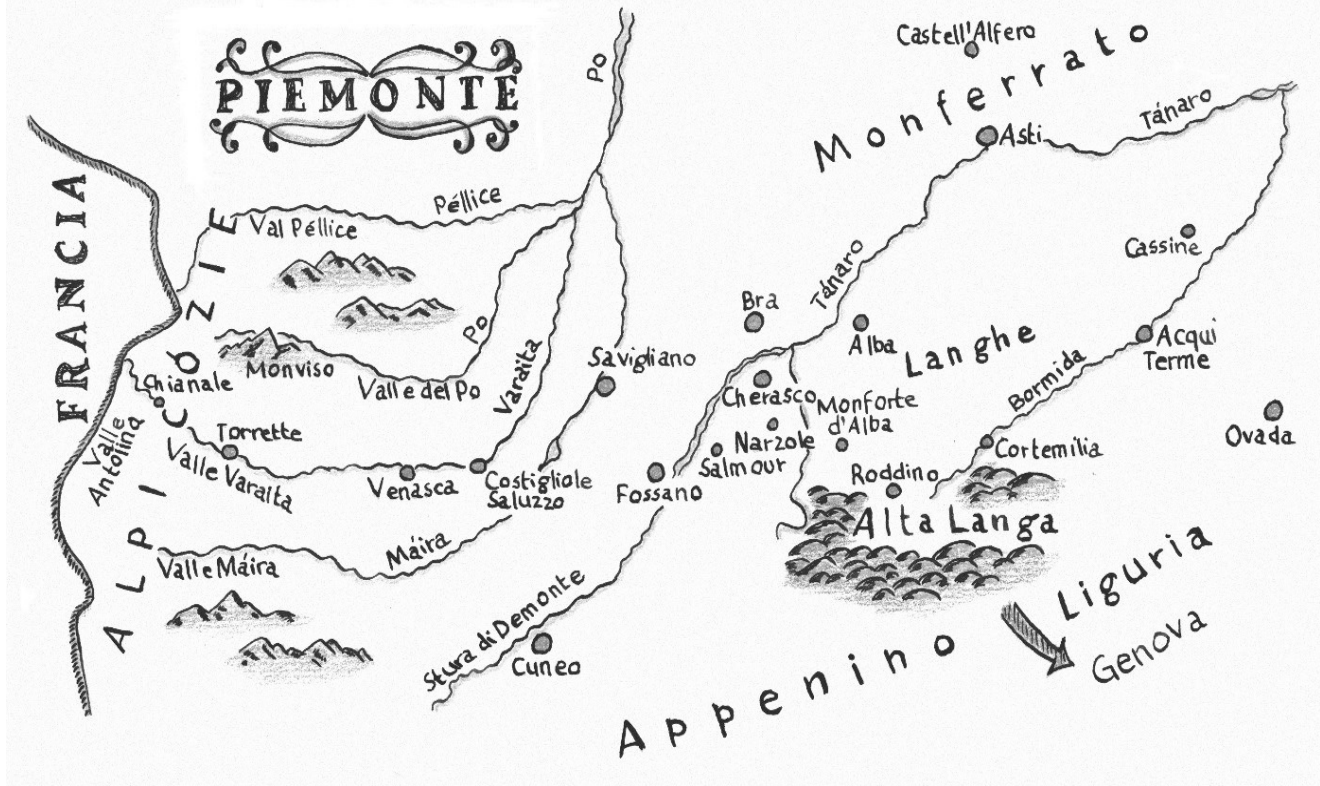 PIEMONTE
Po
Castell'Alfero
Monferrato
Tánaro
Asti
FRANCIA
Péllice
Val Péllice
ALPI CÓZIE
Cassine
Tánaro
Bra
Po
Monviso
Valle del Po
Varaita
Savigliano
Alba
Langhe
Acqui
Terme
Bormida
Chianale
Cherasco
Monforte
d'Alba
Ovada
Valle
Antolina
Torrette
Valle Varaita
Narzole
Salmour
Cortemilia
Venasca
Costigliole
Saluzzo
Fossano
Roddino
Alta Langa
Máira
Valle Máira
Liguria
Stura di Demonte
Genova
Cuneo
Appenino